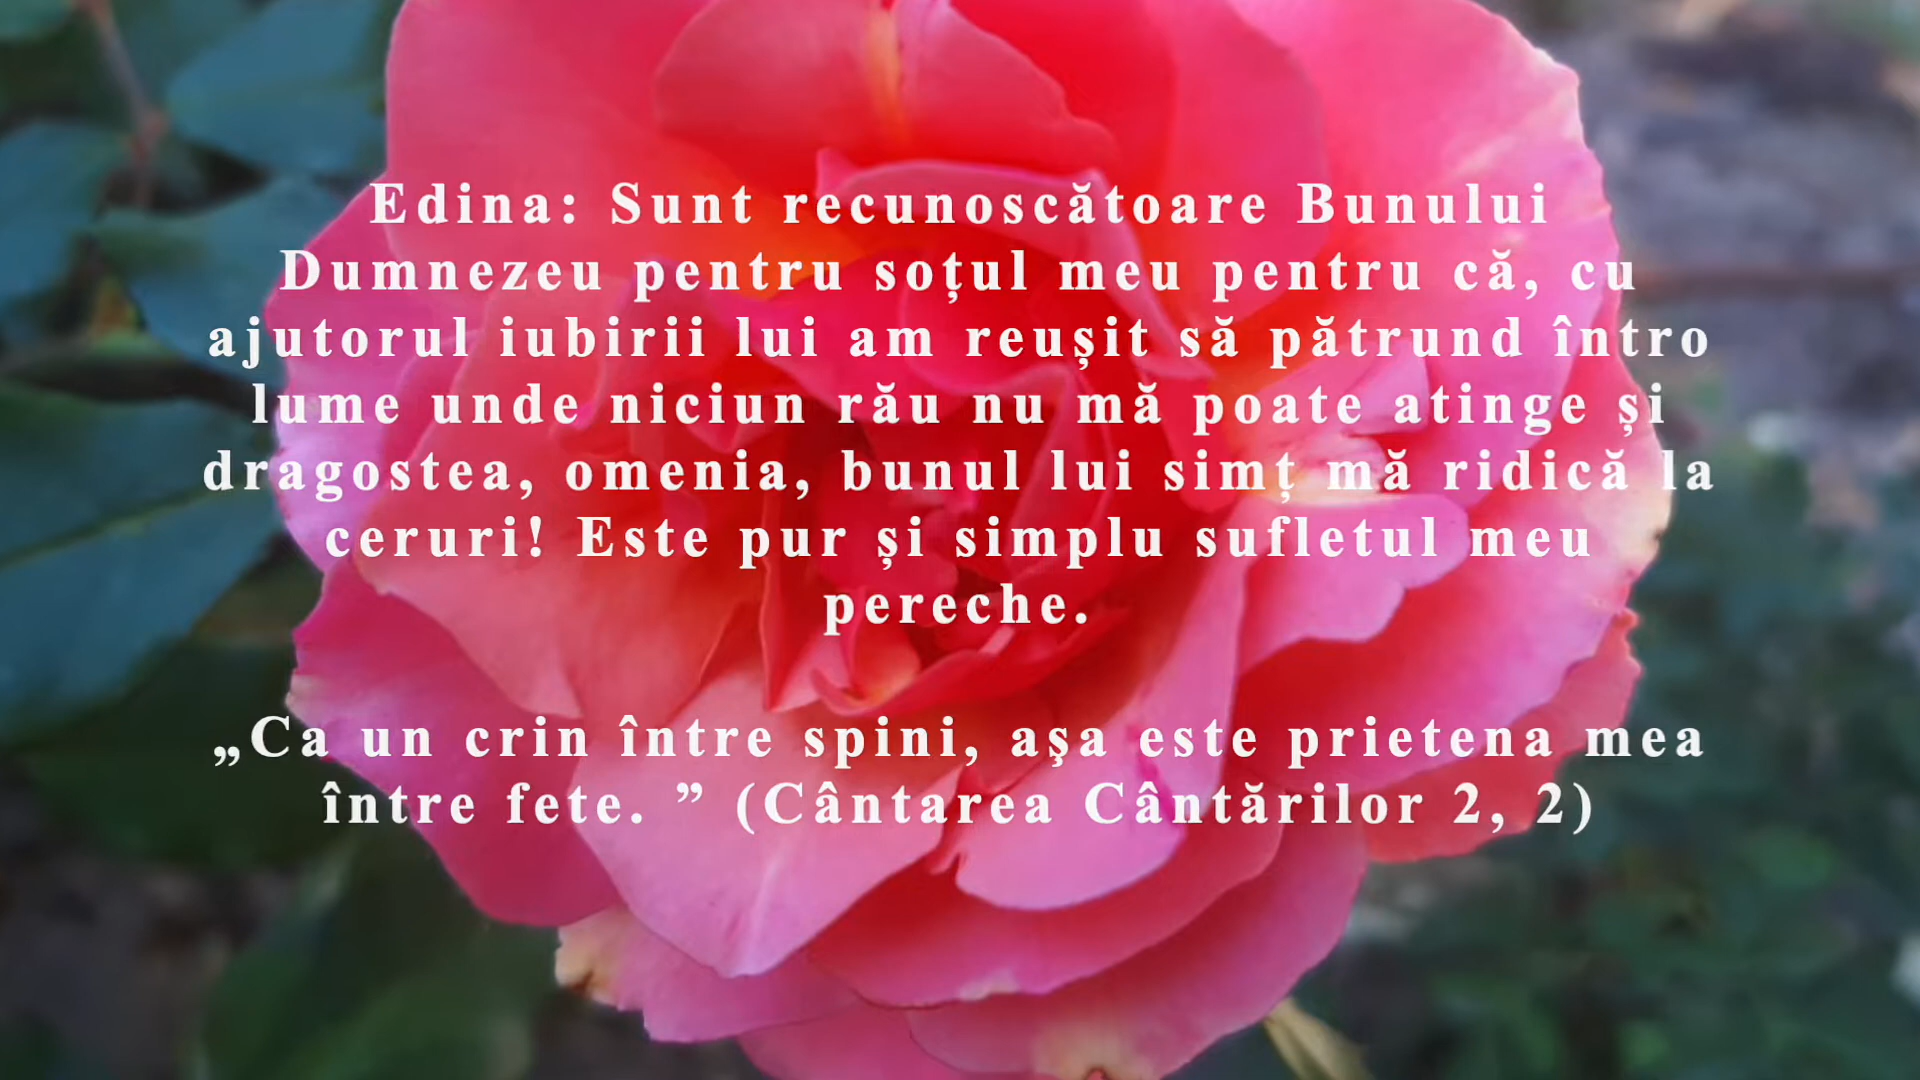 Edina: Sunt recunoscătoare Bunului
Dumnezeu pentru soțul meu pentru că, cu
ajutorul iubirii lui am reușit să pătrund întro
lume unde niciun rău nu mă poate atinge și
dragostea, omenia, bunul lui simț mă ridică la
ceruri! Este pur și simplu sufletul meu
pereche.
„Ca un crin între spini, aşa este prietena mea
între fete. ” (Cântarea Cântărilor 2, 2)